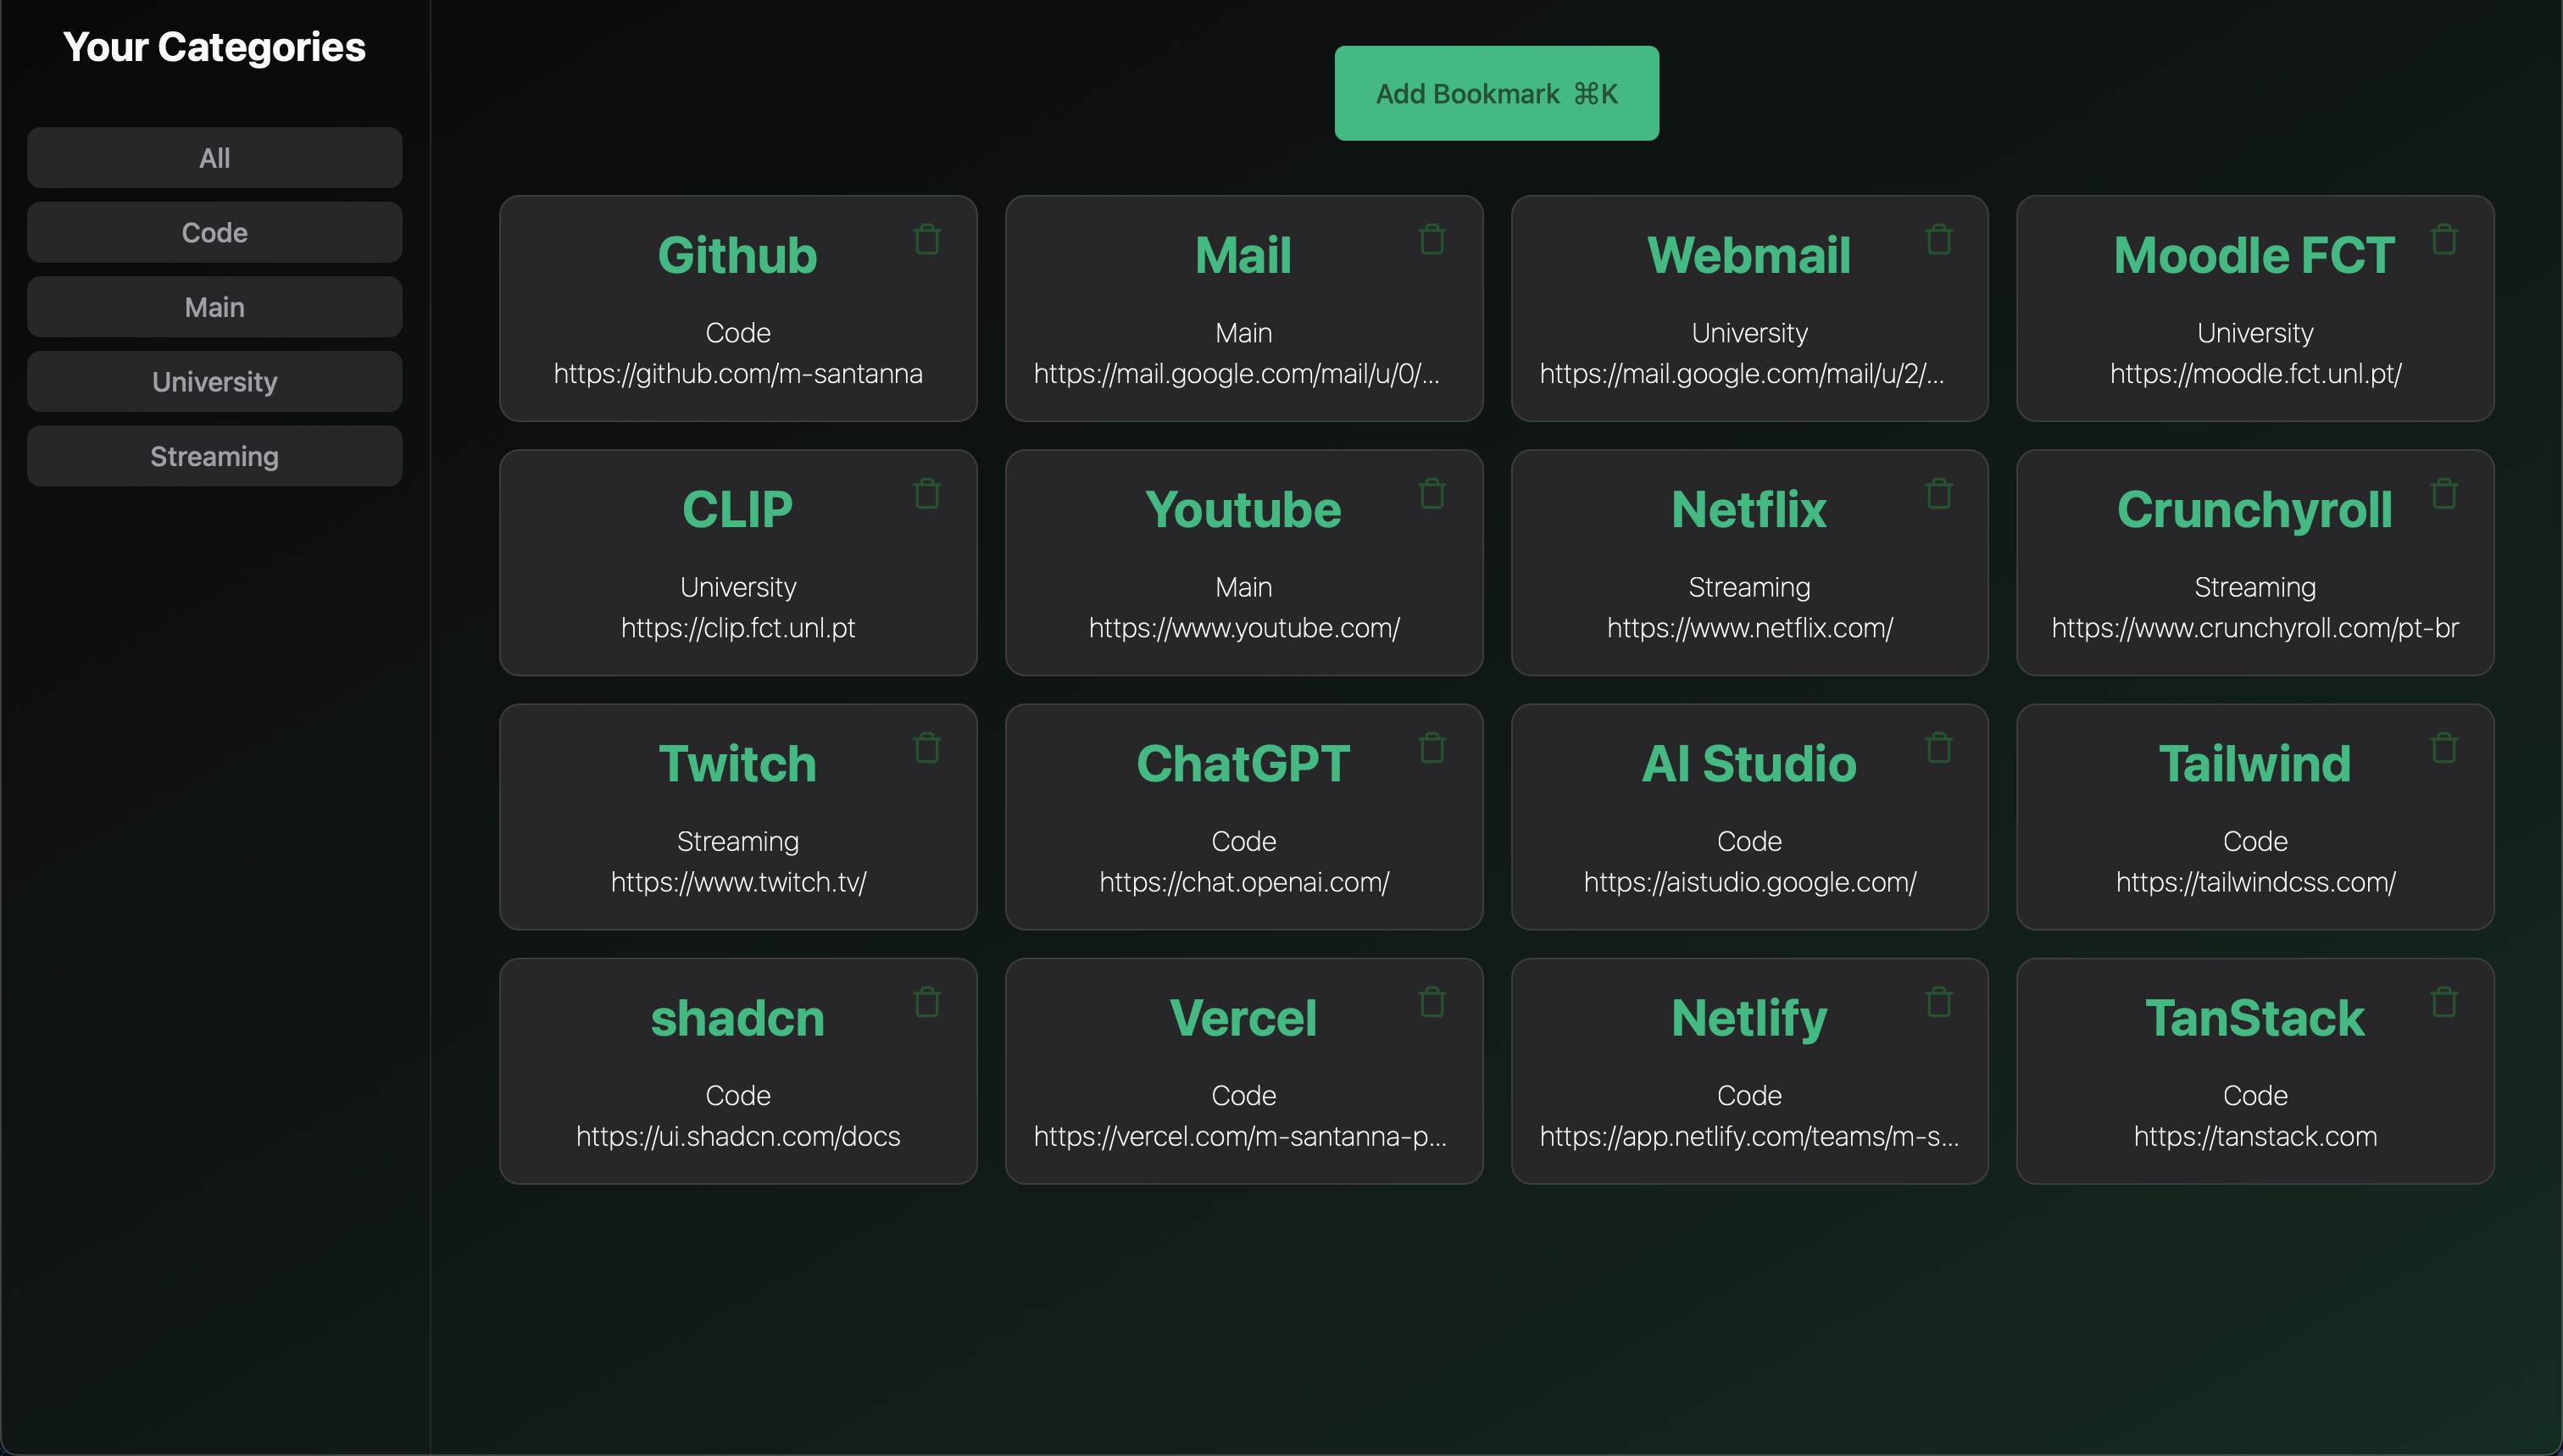 Your Categories
All
Code
Main
University
Streaming
Add Bookmark ⌘K
Github
Code
https://github.com/m-santanna
Mail
Main
https://mail.google.com/mail/u/0/...
Webmail
University
https://mail.google.com/mail/u/2/...
Moodle FCT
University
https://moodle.fct.unl.pt/
CLIP
University
https://clip.fct.unl.pt
Youtube
Main
https://www.youtube.com/
Netflix
Streaming
https://www.netflix.com/
Crunchyroll
Streaming
https://www.crunchyroll.com/pt-br
Twitch
Streaming
https://www.twitch.tv/
ChatGPT
Code
https://chat.openai.com/
AI Studio
Code
https://aistudio.google.com/
Tailwind
Code
https://tailwindcss.com/
shadcn
Code
https://ui.shadcn.com/docs
Vercel
Code
https://vercel.com/m-santanna-p...
Netlify
Code
https://app.netlify.com/teams/m-s...
TanStack
Code
https://tanstack.com